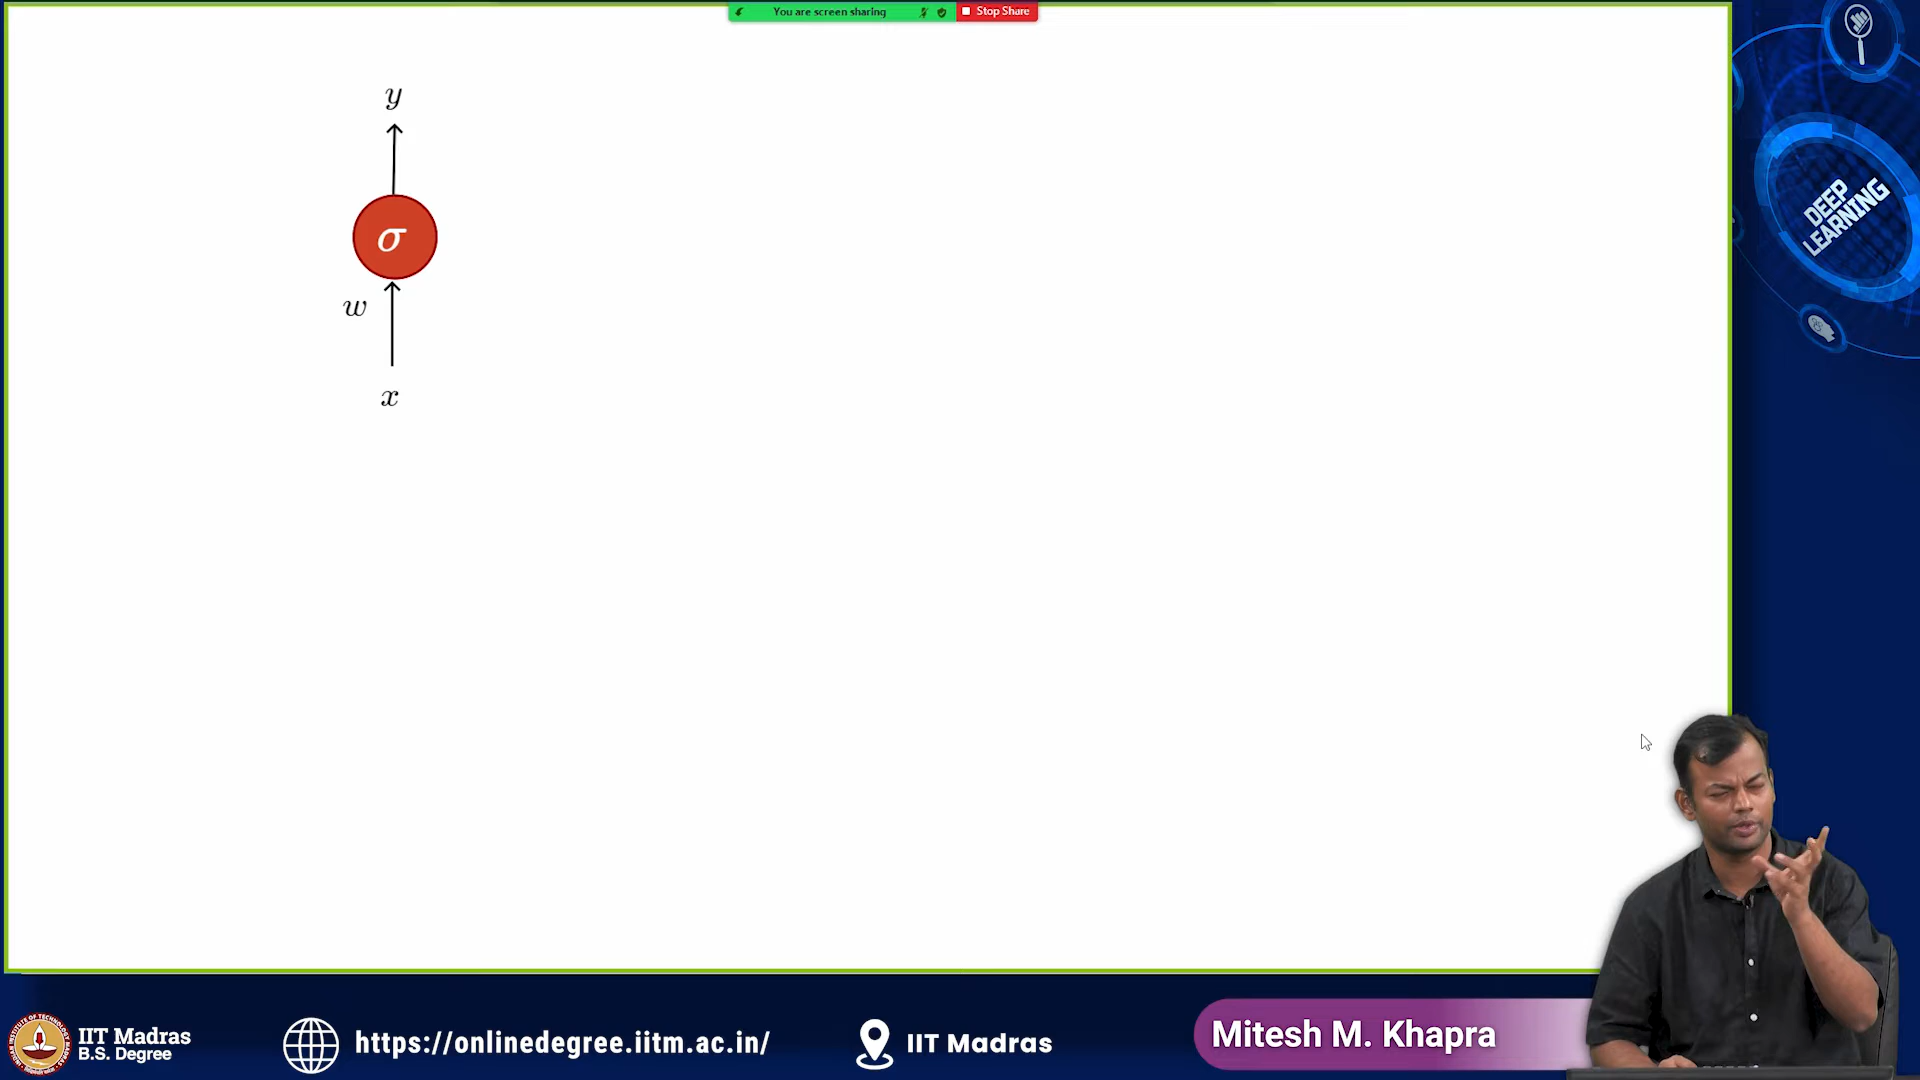 You are screen sharing
Stop Share
y
σ
w
x
DEEP
LEARNING
IIT Madras
B.S. Degree
https://onlinedegree.iitm.ac.in/
IIT Madras
Mitesh M. Khapra